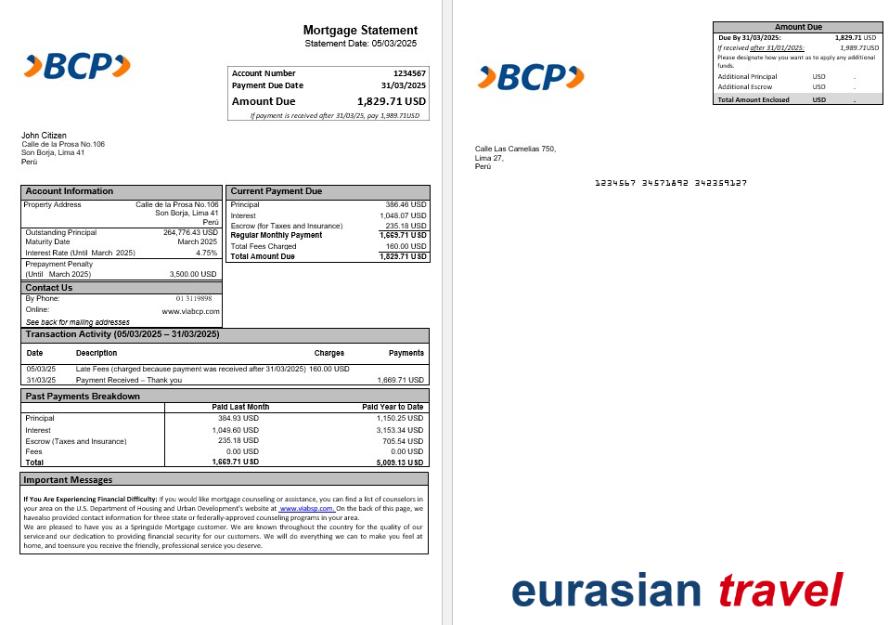 Mortgage Statement
Statement Date: 05/03/2025
BCP
Account Number 1234567
Payment Due Date 31/03/2025
Amount Due 1,829.71 USD
If payment is received after 31/03/25, pay 1,989.71USD
John Citizen
Calle de la Prosa No.106
Son Borja, Lima 41
Perú
Account Information
Property Address Calle de la Prosa No.106
Son Borja, Lima 41
Perú
Outstanding Principal 264,776.43 USD
Maturity Date March 2025
Interest Rate (Until March 2025) 4.75%
Prepayment Penalty
(Until March 2025) 3,500.00 USD
Contact Us
By Phone: 01 3119898
Online: www.viabcp.com
See back for mailing addresses
Current Payment Due
Principal 386.46 USD
Interest 1,048.07 USD
Escrow (for Taxes and Insurance) 235.18 USD
Regular Monthly Payment 1,669.71 USD
Total Fees Charged 160.00 USD
Total Amount Due 1,829.71 USD
Transaction Activity (05/03/2025 – 31/03/2025)
Date Description Charges Payments
05/03/25 Late Fees (charged because payment was received after 31/03/2025) 160.00 USD
31/03/25 Payment Received – Thank you 1,669.71 USD
Past Payments Breakdown
Paid Last Month Paid Year to Date
Principal 384.93 USD 1,150.25 USD
Interest 1,049.60 USD 3,153.34 USD
Escrow (Taxes and Insurance) 235.18 USD 705.54 USD
Fees 0.00 USD 0.00 USD
Total 1,669.71 USD 5,009.13 USD
Important Messages
If You Are Experiencing Financial Difficulty: If you would like mortgage counseling or assistance, you can find a list of counselors in
your area on the U.S. Department of Housing and Urban Development's website at www.viabsp.com. On the back of this page, we
havealso provided contact information for three state or federally-approved counseling programs in your area.
We are pleased to have you as a Springside Mortgage customer. We are known throughout the country for the quality of our
serviceand our dedication to providing financial security for our customers. We will do everything we can to make you feel at
home, and toensure you receive the friendly, professional service you deserve.
BCP
Amount Due
Due By 31/03/2025: 1,829.71 USD
If received after 31/01/2025: 1,989.71USD
Please designate how you want us to apply any additional
funds.
Additional Principal USD -
Additional Escrow USD -
Total Amount Enclosed USD -
Calle Las Camelias 750,
Lima 27,
Perú
1234567 34571892 342359127
eurasian travel